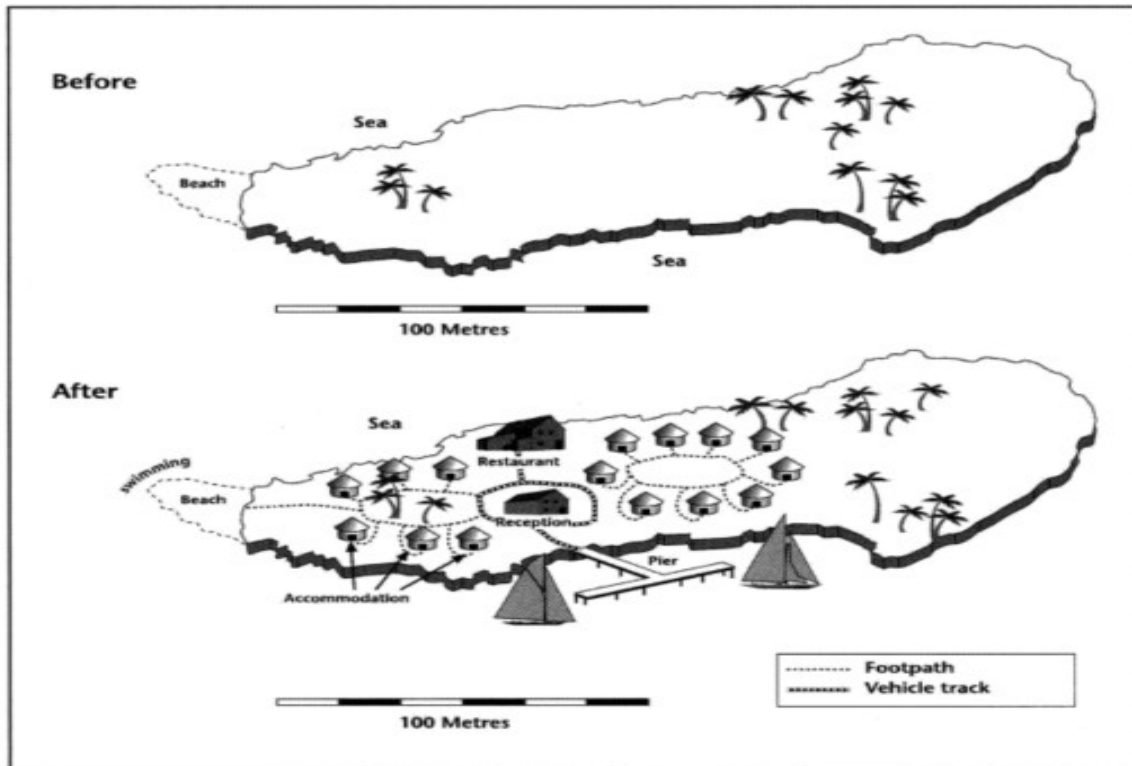 Before
Sea
Beach
Sea
100 Metres
After
Sea
Restaurant
swimming
Beach
Reception
Pier
Accommodation
Footpath
Vehicle track
100 Metres